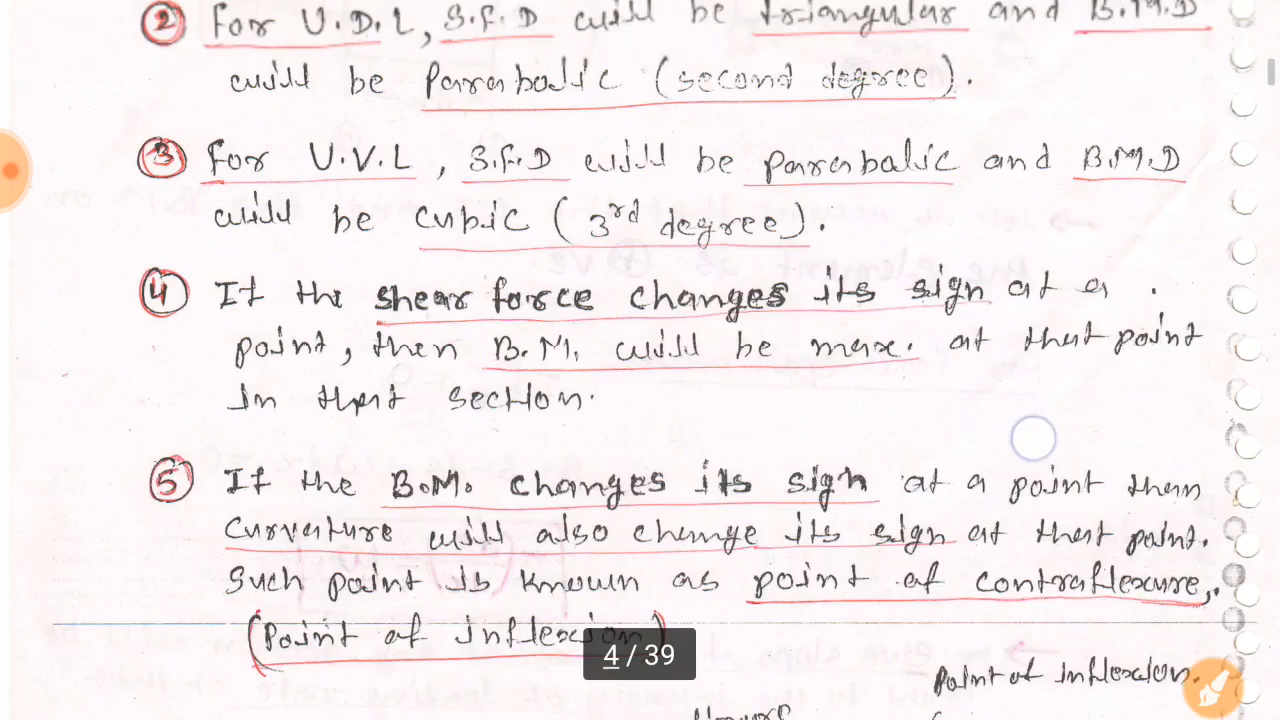 ② For U.D.L, S.F.D will be triangular and B.M.D
will be Parabolic (second degree).
③ For U.V.L, S.F.D will be parabolic and B.M.D
will be cubic (3rd degree).
④ If the shear force changes its sign at a
point, then B.M. will be max. at that point
in that section.
⑤ If the B.M. changes its sign at a point then
curvature will also change its sign at that point.
Such point is known as point of contraflexure,
(Point of inflexion)
4 / 39
point of inflexion.